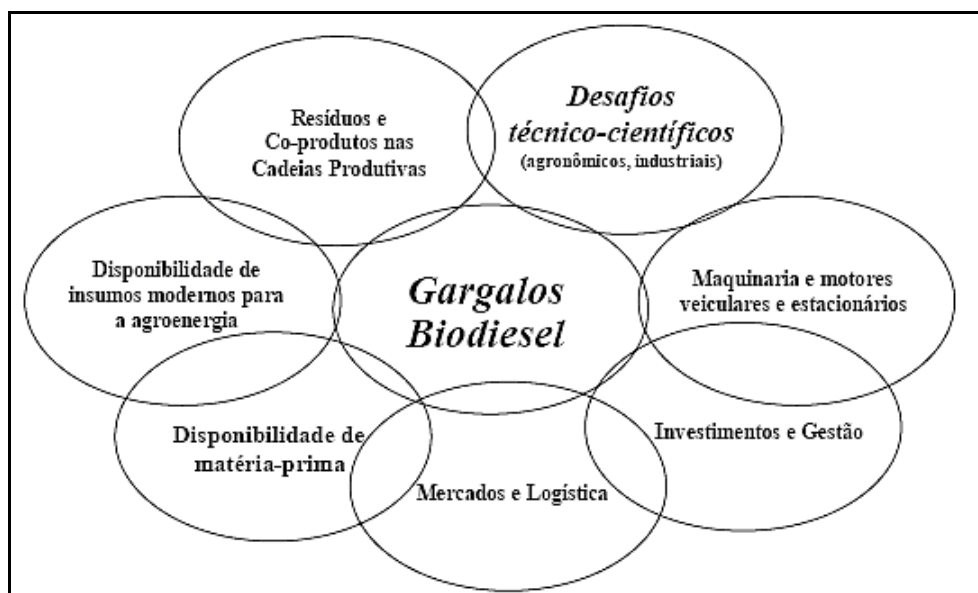 Resíduos e
Co-produtos nas
Cadeias Produtivas
Desafios
técnico-científicos
(agronômicos, industriais)
Disponibilidade de
insumos modernos para
a agroenergia
Gargalos
Biodiesel
Maquinaria e motores
veiculares e estacionários
Disponibilidade de
matéria-prima
Mercados e Logística
Investimentos e Gestão